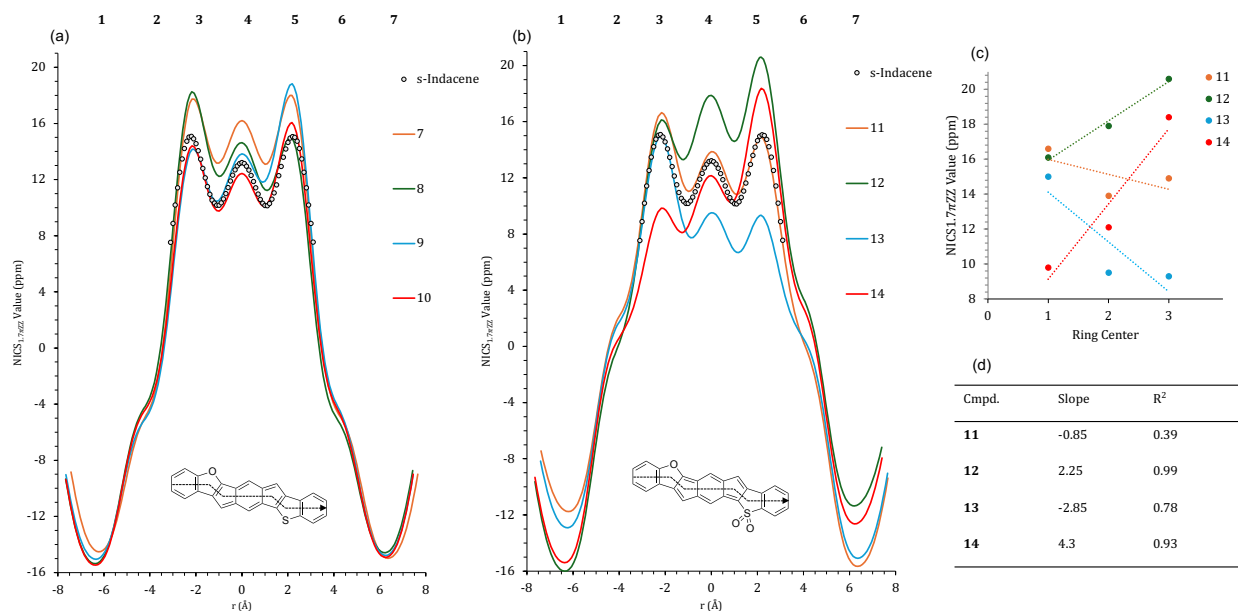 1 2 3 4 5 6 7
(a)
20
16
12
8
4
0
-4
-8
-12
-16
NICS1.7πZZ Value (ppm)
s-Indacene
7
8
9
10
O
S
-8 -6 -4 -2 0 2 4 6 8
r (Å)
1 2 3 4 5 6 7
(b)
20
16
12
8
4
0
-4
-8
-12
-16
NICS1.7πZZ Value (ppm)
s-Indacene
11
12
13
14
O
S
O O
-8 -6 -4 -2 0 2 4 6 8
r (Å)
(c)
20
18
16
14
12
10
8
NICS1.7πZZ Value (ppm)
11
12
13
14
0 1 2 3
Ring Center
(d)
Cmpd. Slope R²
11 -0.85 0.39
12 2.25 0.99
13 -2.85 0.78
14 4.3 0.93